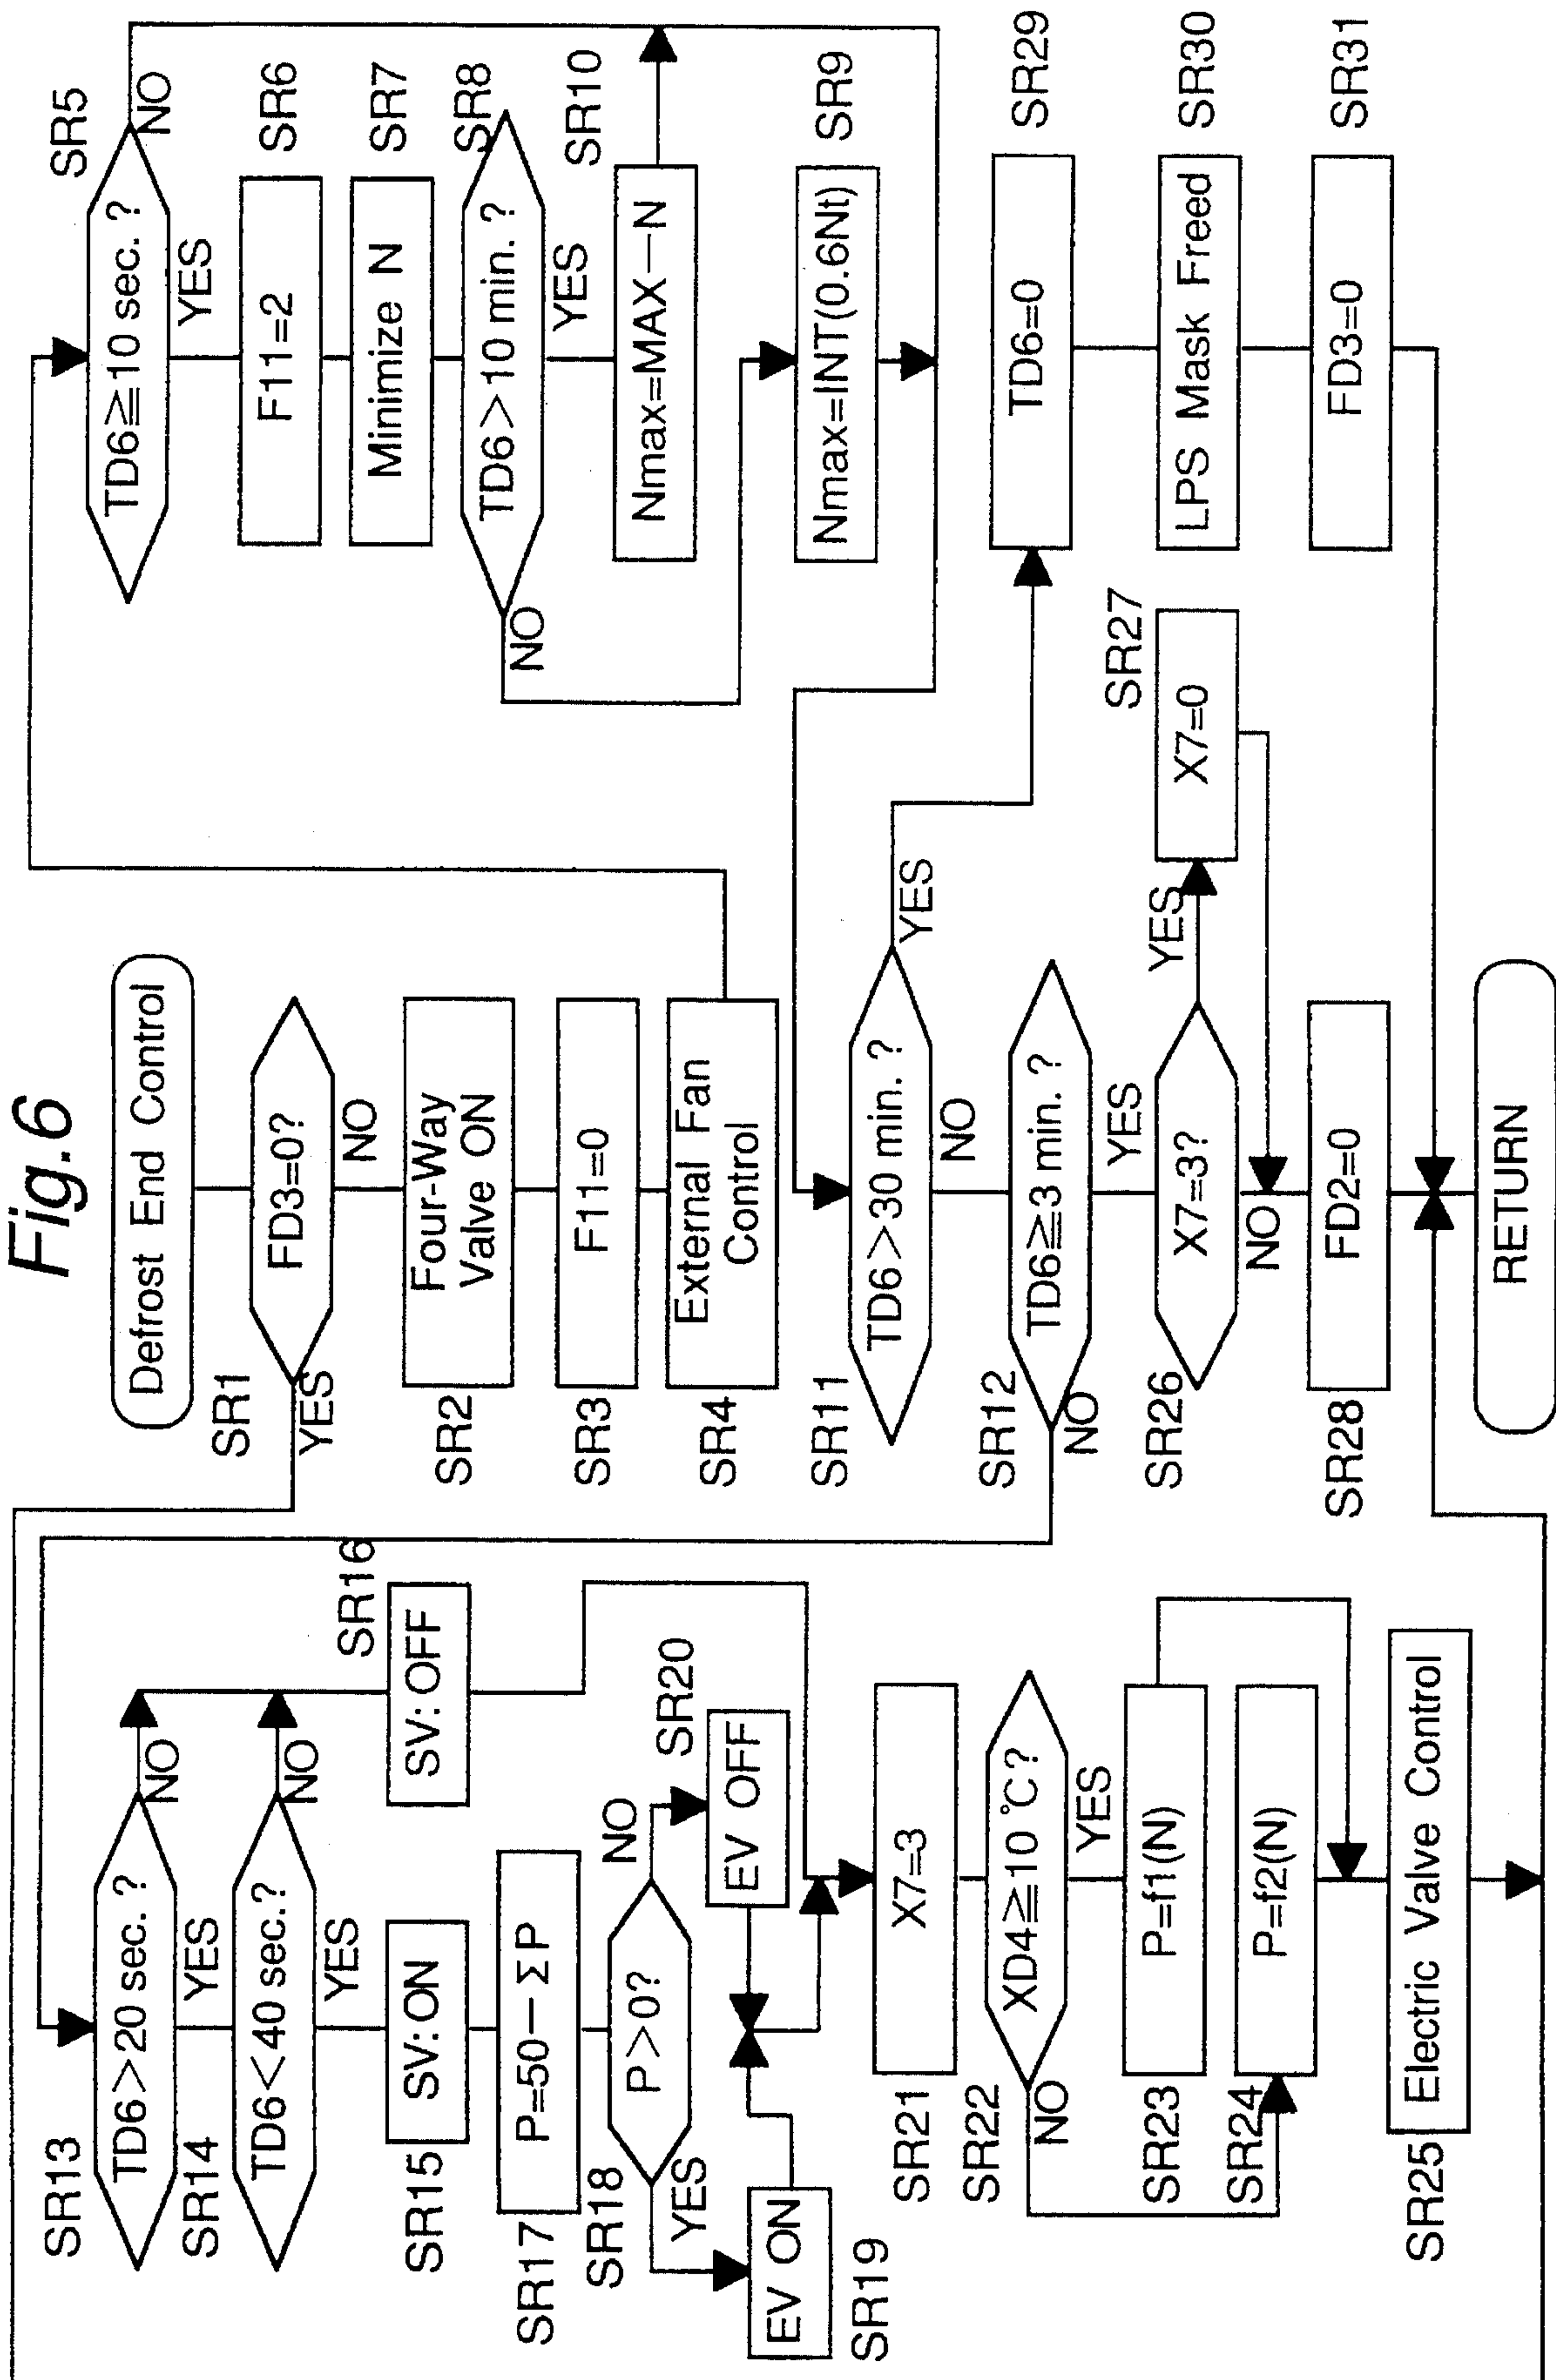 Fig.6
Defrost End Control
SR1
FD3=0?
YES
NO
SR2
Four-Way
Valve ON
SR3
F11=0
SR4
External Fan
Control
SR5
TD6≧10 sec. ?
NO
YES
SR6
F11=2
SR7
Minimize N
SR8
TD6>10 min. ?
NO
YES
SR10
Nmax=MAX-N
SR9
Nmax=INT(0.6Nt)
SR11
TD6>30 min. ?
YES
NO
SR12
TD6≧3 min. ?
NO
YES
SR13
TD6>20 sec. ?
NO
YES
SR14
TD6<40 sec.?
NO
YES
SR15
SV: ON
SR16
SV: OFF
SR17
P=50-ΣP
SR18
P>0?
YES
NO
SR19
EV ON
SR20
EV OFF
SR21
X7=3
SR22
XD4≧10 °C?
NO
YES
SR23
P=f1(N)
SR24
P=f2(N)
SR25
Electric Valve Control
SR26
X7=3?
YES
NO
SR27
X7=0
SR28
FD2=0
SR29
TD6=0
SR30
LPS Mask Freed
SR31
FD3=0
RETURN